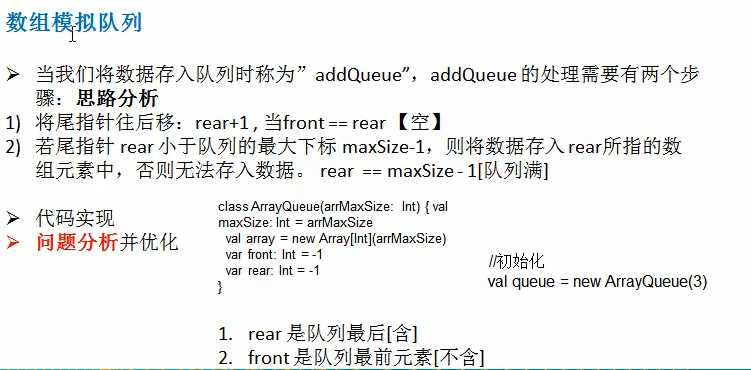 数组模拟队列
➢ 当我们将数据存入队列时称为”addQueue”，addQueue 的处理需要有两个步
骤：思路分析
1) 将尾指针往后移：rear+1 , 当front == rear 【空】
2) 若尾指针 rear 小于队列的最大下标 maxSize-1，则将数据存入 rear所指的数
组元素中，否则无法存入数据。 rear == maxSize - 1[队列满]
➢ 代码实现
➢ 问题分析并优化
class ArrayQueue(arrMaxSize: Int) { val
maxSize: Int = arrMaxSize
val array = new Array[Int](arrMaxSize)
var front: Int = -1
var rear: Int = -1
}
//初始化
val queue = new ArrayQueue(3)
1. rear 是队列最后[含]
2. front 是队列最前元素[不含]